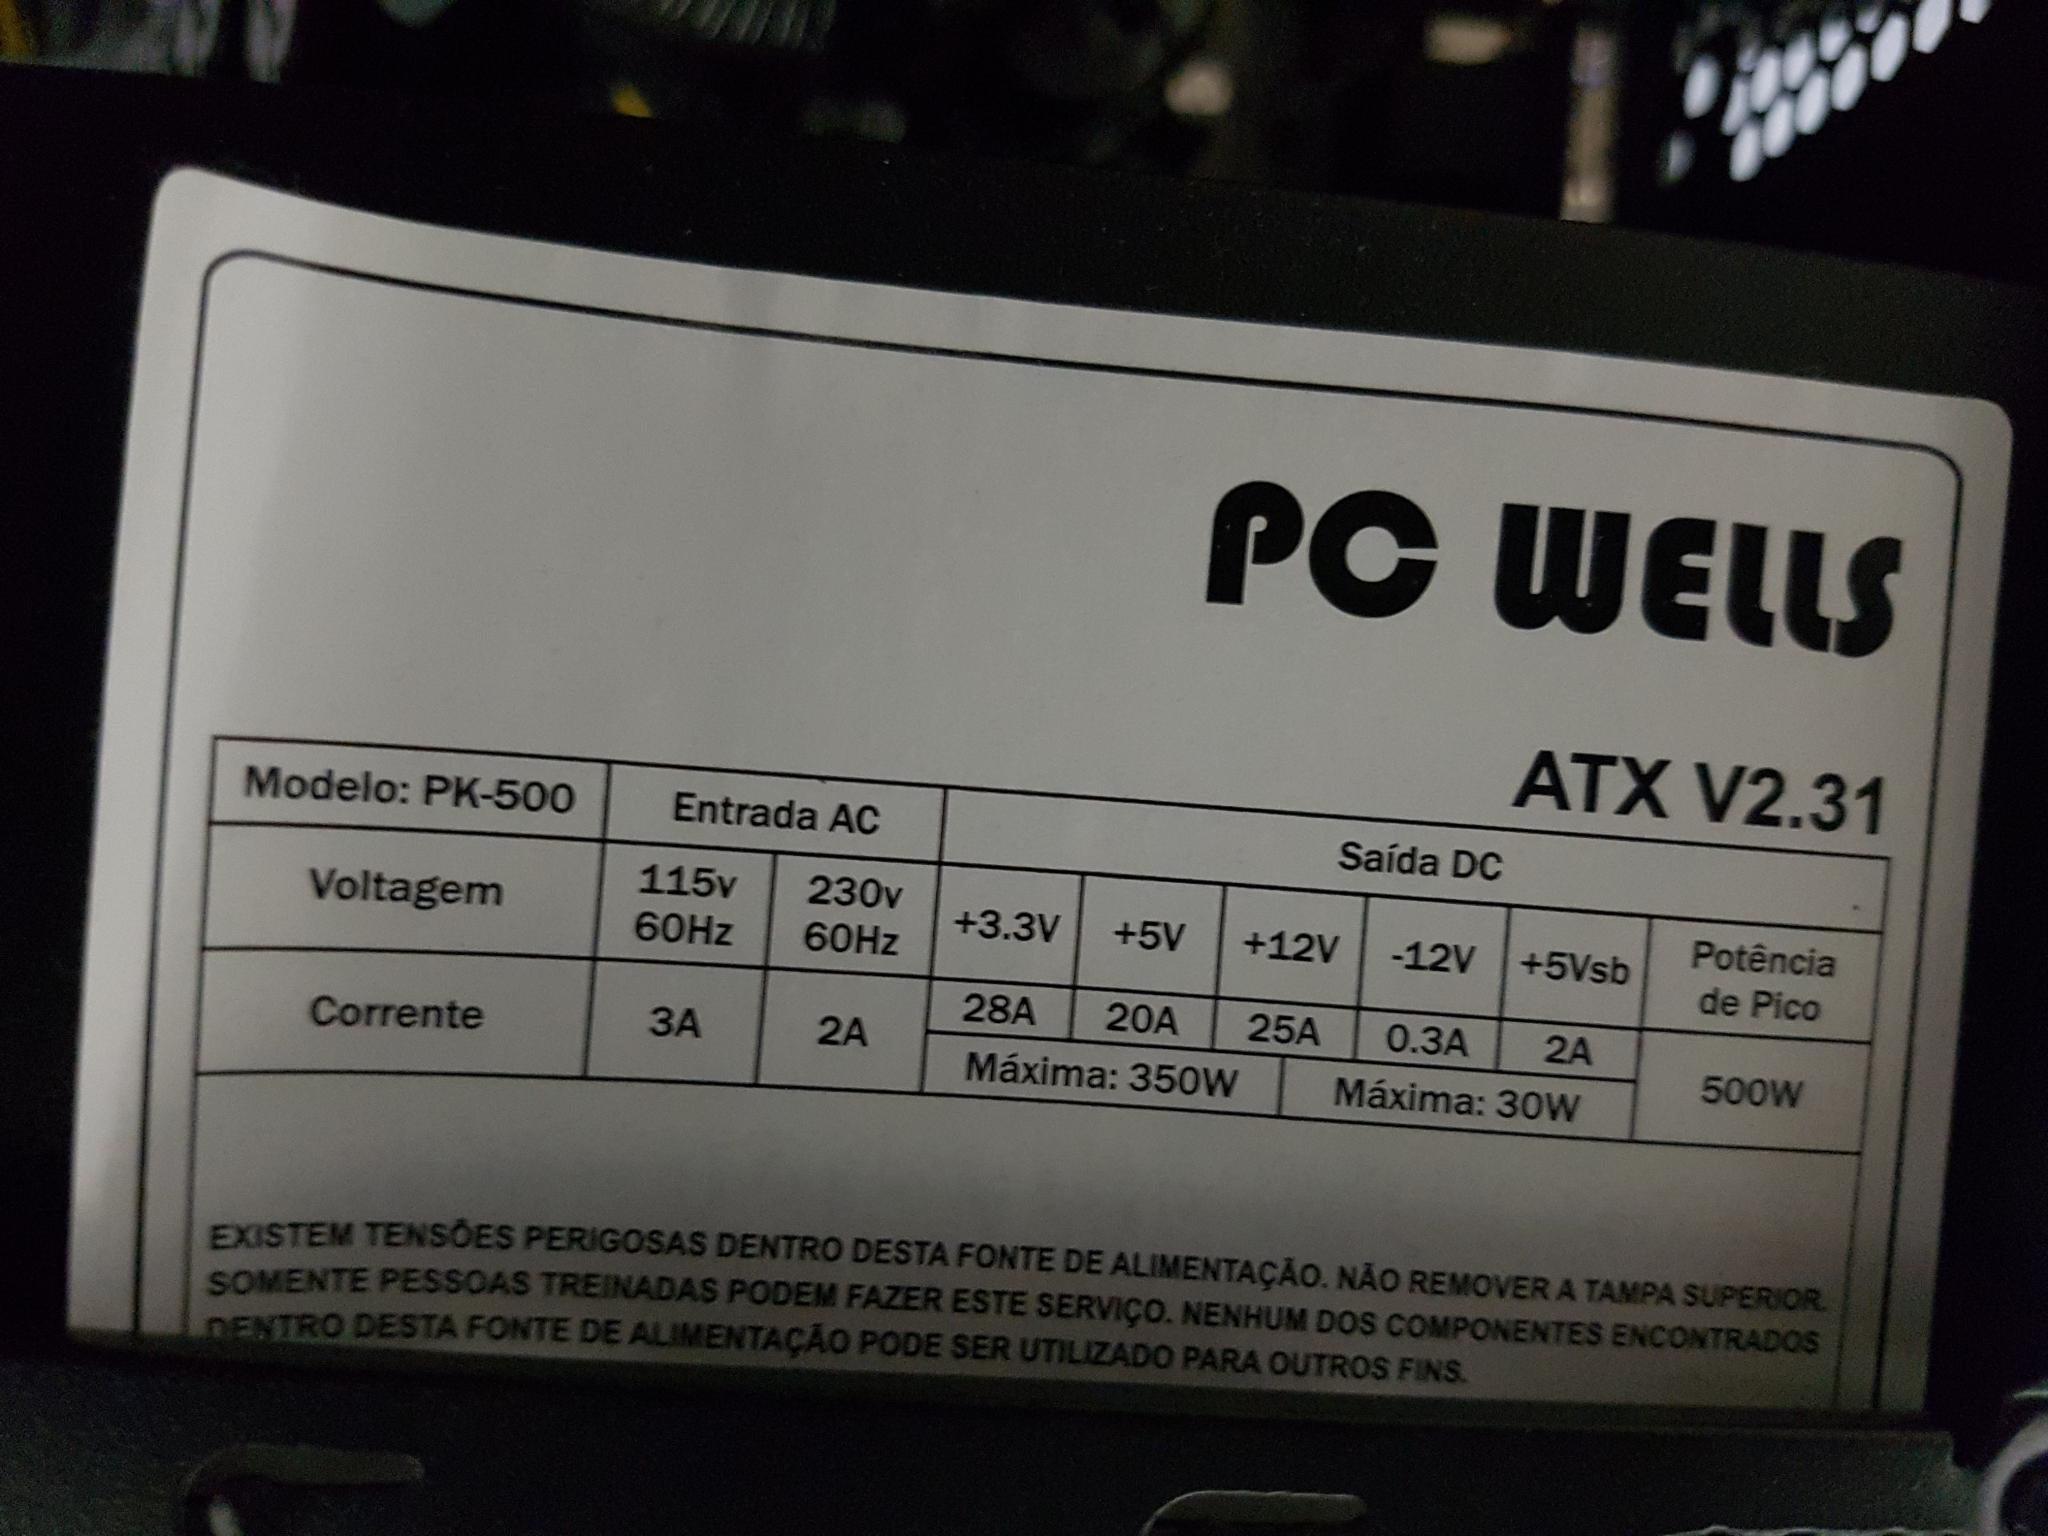 PC WELLS
ATX V2.31
Modelo: PK-500 Entrada AC Saída DC
Voltagem 115v 60Hz 230v 60Hz +3.3V +5V +12V -12V +5Vsb Potência de Pico
Corrente 3A 2A 28A 20A 25A 0.3A 2A 500W
Máxima: 350W Máxima: 30W
EXISTEM TENSÕES PERIGOSAS DENTRO DESTA FONTE DE ALIMENTAÇÃO. NÃO REMOVER A TAMPA SUPERIOR.
SOMENTE PESSOAS TREINADAS PODEM FAZER ESTE SERVIÇO. NENHUM DOS COMPONENTES ENCONTRADOS
DENTRO DESTA FONTE DE ALIMENTAÇÃO PODE SER UTILIZADO PARA OUTROS FINS.